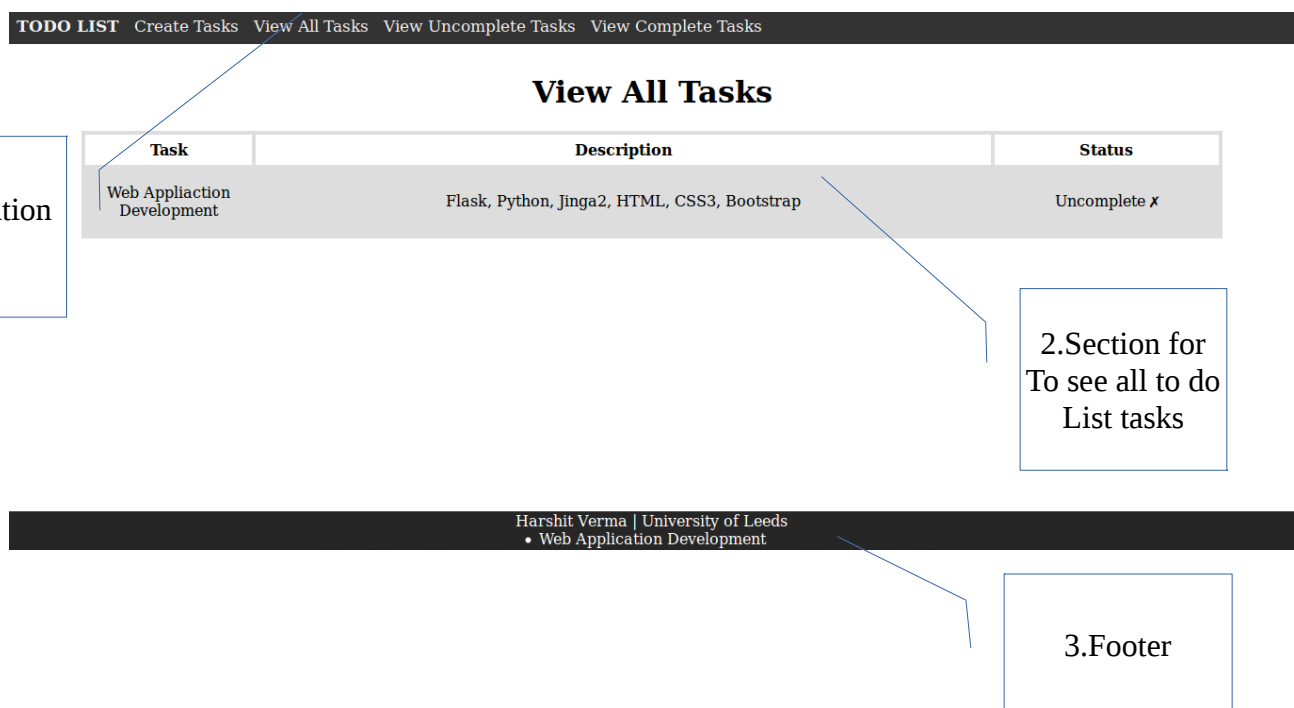 TODO LIST Create Tasks View All Tasks View Uncomplete Tasks View Complete Tasks
View All Tasks
Task Description Status
Web Appliaction
Development
Flask, Python, Jinga2, HTML, CSS3, Bootstrap
Uncomplete ✗
2.Section for
To see all to do
List tasks
Harshit Verma | University of Leeds
• Web Application Development
3.Footer